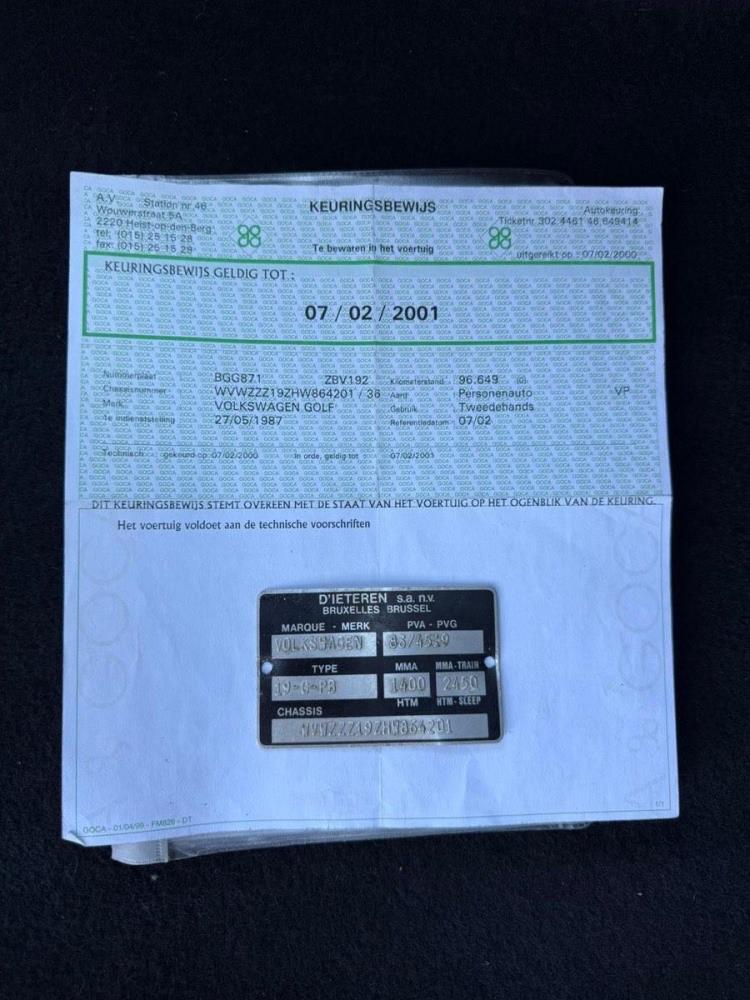 A.V. Station nr 46
Wouwerstraat 5A
2220 Heist-op-den-Berg
tel: (015) 25 15 28
fax: (015) 25 15 29
KEURINGSBEWIJS
Te bewaren in het voertuig
Autokeuring
Ticketnr 302 4461 46 649414
uitgereikt op : 07/02/2000
KEURINGSBEWIJS GELDIG TOT :
07 / 02 / 2001
Nummerplaat BGG871 ZBV192 Kilometerstand 96.649
Chassisnummer WVWZZZ19ZHW864201 / 36 Aard Personenauto VP
Merk VOLKSWAGEN GOLF Gebruik Tweedehands
1e indienststelling 27/05/1987 Referentiedatum 07/02
Technisch gekeurd op 07/02/2000 In orde, geldig tot 07/02/2001
DIT KEURINGSBEWIJS STEMT OVEREEN MET DE STAAT VAN HET VOERTUIG OP HET OGENBLIK VAN DE KEURING.
Het voertuig voldoet aan de technische voorschriften
D'IETEREN s.a. n.v.
BRUXELLES BRUSSEL
MARQUE - MERK PVA - PVG
VOLKSWAGEN
TYPE MMA MMA-TRAIN
19-G-PB 1400 2450
HTM HTM-SLEEP
CHASSIS
WVWZZZ19ZHW864201
GOCA - 01/04/99 - FM826 - DT
1/1